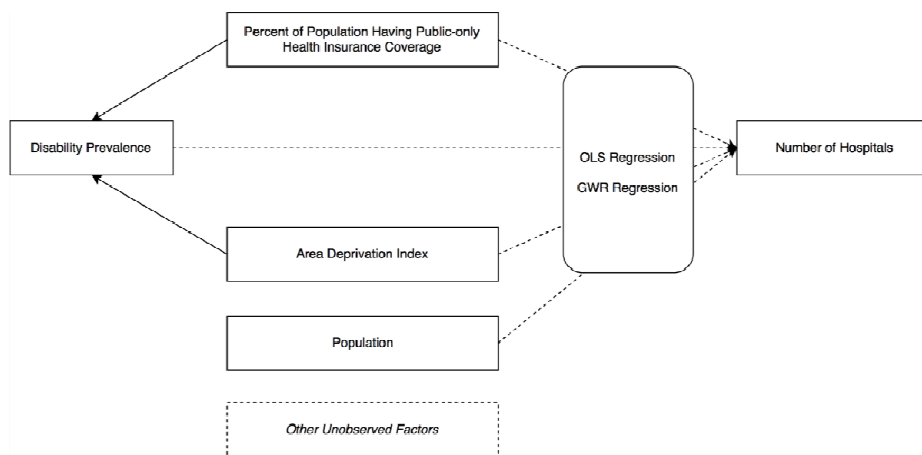 Percent of Population Having Public-only
Health Insurance Coverage
Disability Prevalence
OLS Regression
GWR Regression
Number of Hospitals
Area Deprivation Index
Population
Other Unobserved Factors